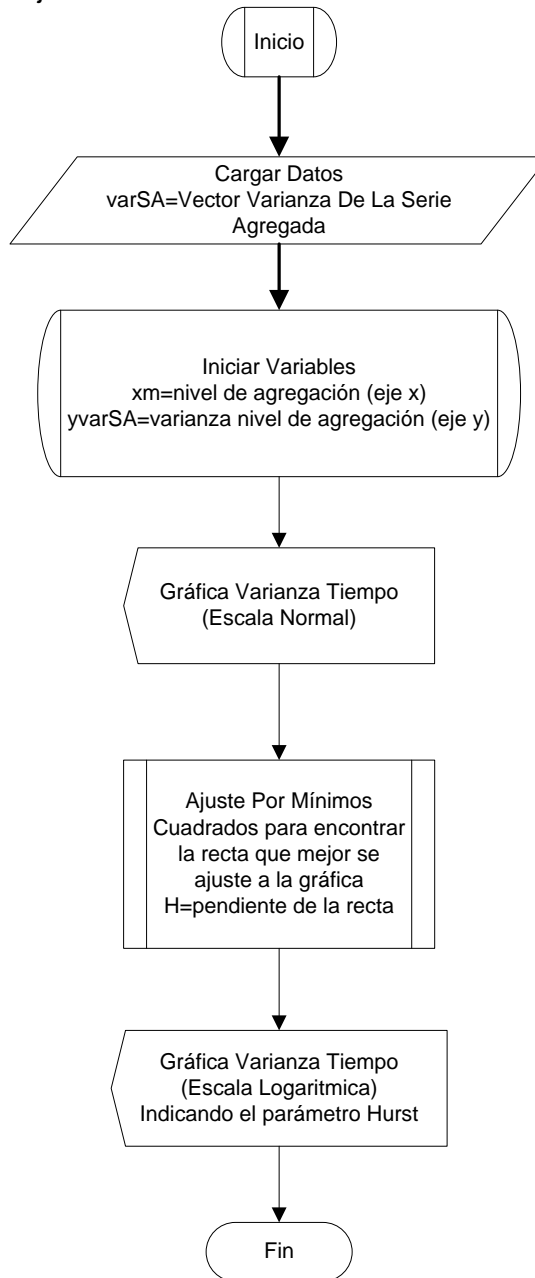 Inicio
Cargar Datos
varSA=Vector Varianza De La Serie
Agregada
Iniciar Variables
xm=nivel de agregación (eje x)
yvarSA=varianza nivel de agregación (eje y)
Gráfica Varianza Tiempo
(Escala Normal)
Ajuste Por Mínimos
Cuadrados para encontrar
la recta que mejor se
ajuste a la gráfica
H=pendiente de la recta
Gráfica Varianza Tiempo
(Escala Logaritmica)
Indicando el parámetro Hurst
Fin